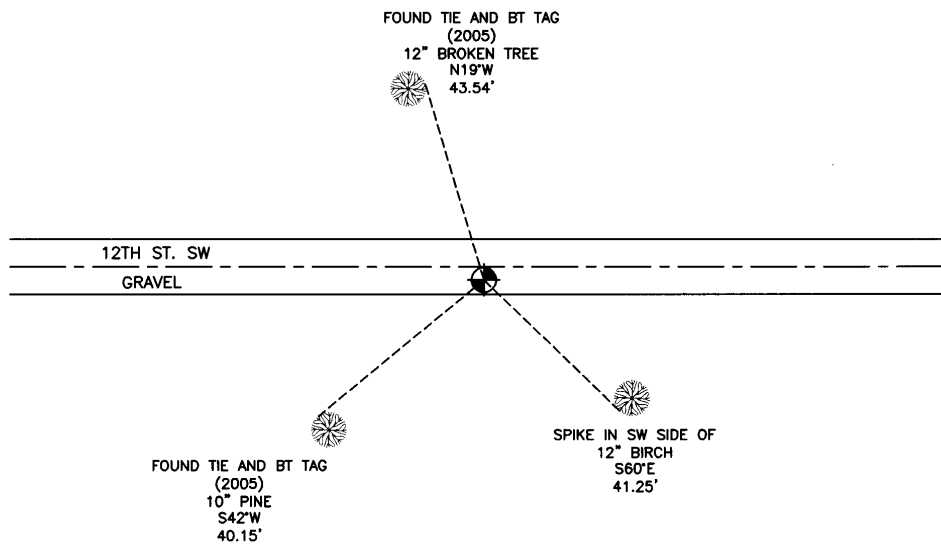 FOUND TIE AND BT TAG
(2005)
12" BROKEN TREE
N19°W
43.54'
12TH ST. SW
GRAVEL
FOUND TIE AND BT TAG
(2005)
10" PINE
S42°W
40.15'
SPIKE IN SW SIDE OF
12" BIRCH
S60°E
41.25'